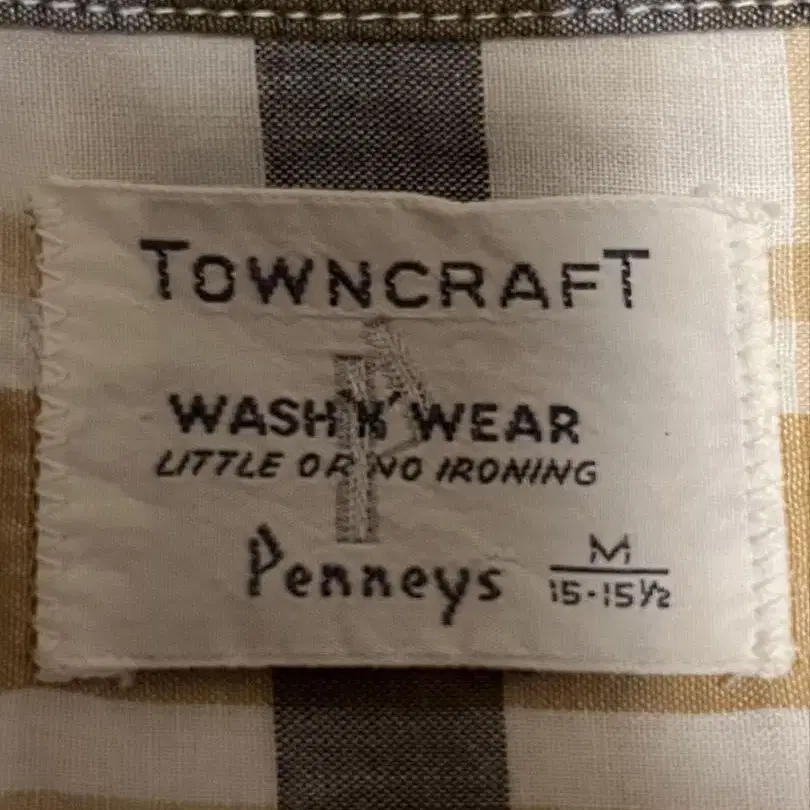 TOWNCRAFT
WASH 'N' WEAR
LITTLE OR NO IRONING
Penneys
M
15-15½